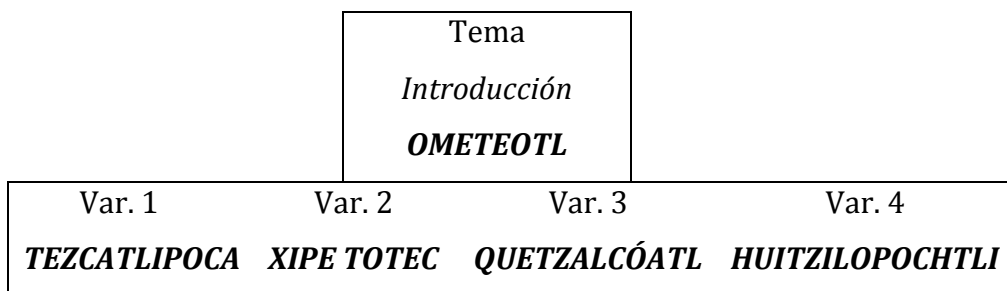 Tema
Introducción
OMETEOTL
Var. 1 Var. 2 Var. 3 Var. 4
TEZCATLIPOCA XIPE TOTEC QUETZALCÓATL HUITZILOPOCHTLI